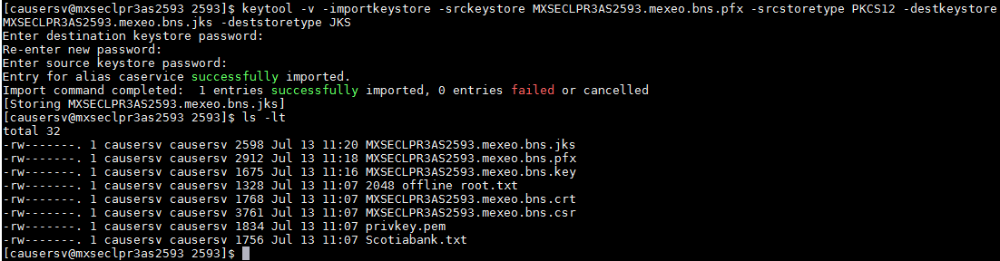 [causersv@mxseclpr3as2593 2593]$ keytool -v -importkeystore -srckeystore MXSECLPR3AS2593.mexeo.bns.pfx -srcstoretype PKCS12 -destkeystore
MXSECLPR3AS2593.mexeo.bns.jks -deststoretype JKS
Enter destination keystore password:
Re-enter new password:
Enter source keystore password:
Entry for alias caservice successfully imported.
Import command completed:  1 entries successfully imported, 0 entries failed or cancelled
[Storing MXSECLPR3AS2593.mexeo.bns.jks]
[causersv@mxseclpr3as2593 2593]$ ls -lt
total 32
-rw-------. 1 causersv causersv 2598 Jul 13 11:20 MXSECLPR3AS2593.mexeo.bns.jks
-rw-------. 1 causersv causersv 2912 Jul 13 11:18 MXSECLPR3AS2593.mexeo.bns.pfx
-rw-------. 1 causersv causersv 1675 Jul 13 11:16 MXSECLPR3AS2593.mexeo.bns.key
-rw-------. 1 causersv causersv 1328 Jul 13 11:07 2048 offline root.txt
-rw-------. 1 causersv causersv 1768 Jul 13 11:07 MXSECLPR3AS2593.mexeo.bns.crt
-rw-------. 1 causersv causersv 3761 Jul 13 11:07 MXSECLPR3AS2593.mexeo.bns.csr
-rw-------. 1 causersv causersv 1834 Jul 13 11:07 privkey.pem
-rw-------. 1 causersv causersv 1756 Jul 13 11:07 Scotiabank.txt
[causersv@mxseclpr3as2593 2593]$